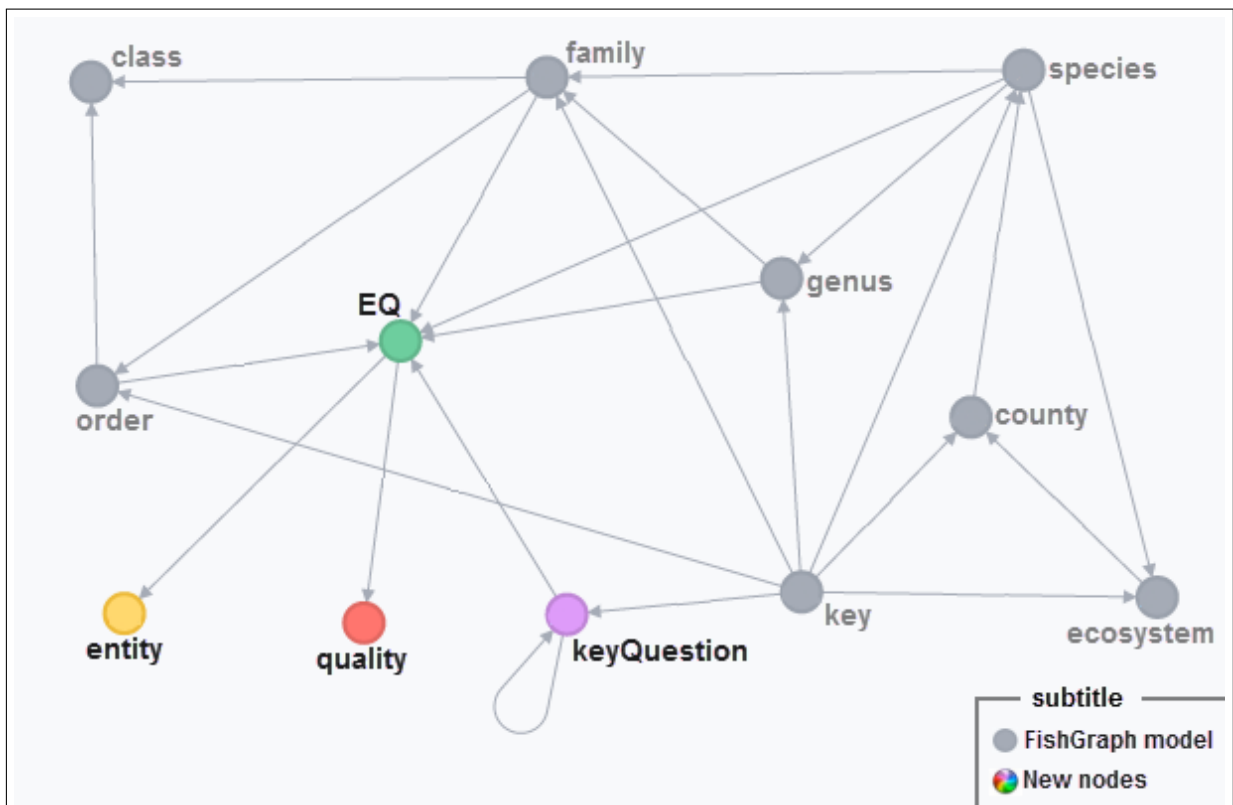 class
family
species
genus
EQ
order
county
entity
quality
keyQuestion
key
ecosystem
subtitle
FishGraph model
New nodes